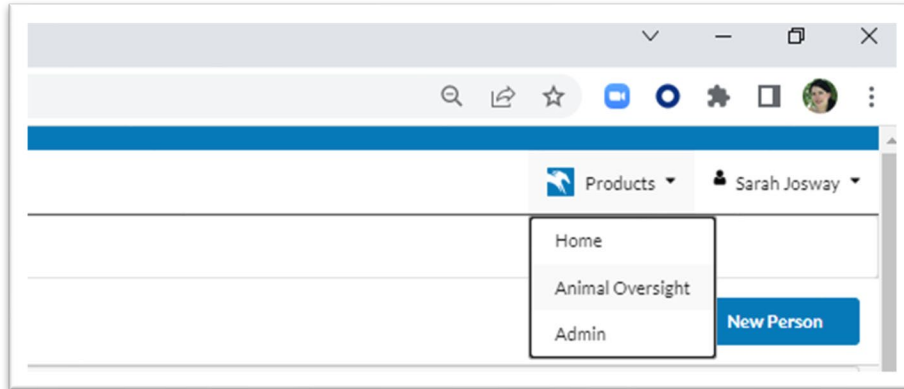 Products Sarah Josway
Home
Animal Oversight
Admin
New Person